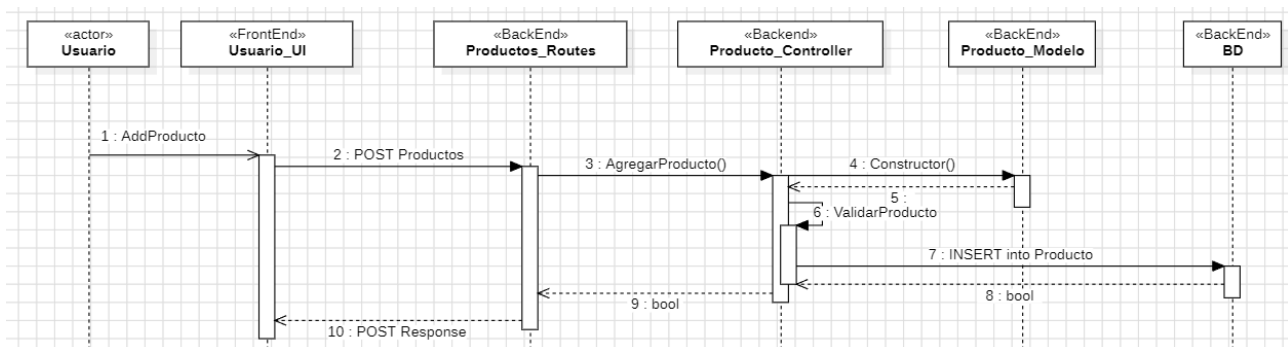 «actor»
Usuario
«FrontEnd»
Usuario_UI
«BackEnd»
Productos_Routes
«Backend»
Producto_Controller
«BackEnd»
Producto_Modelo
«BackEnd»
BD
1 : AddProducto
2 : POST Productos
3 : AgregarProducto()
4 : Constructor()
5 :
6 : ValidarProducto
7 : INSERT into Producto
8 : bool
9 : bool
10 : POST Response